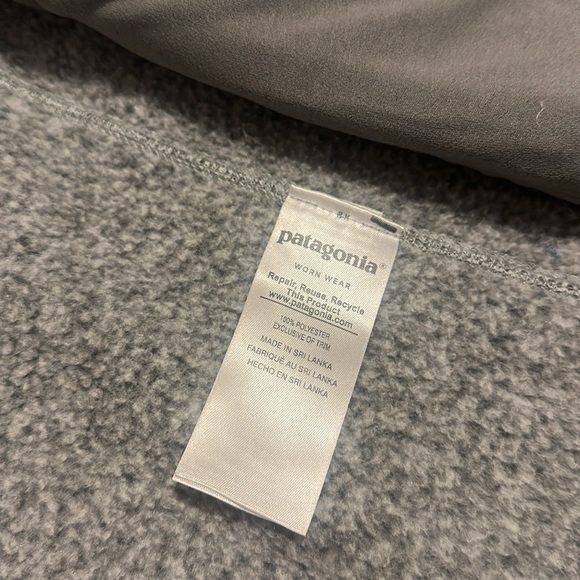 patagonia®
WORN WEAR
Repair, Reuse, Recycle
This Product
www.patagonia.com
100% POLYESTER
EXCLUSIVE OF TRIM
MADE IN SRI LANKA
FABRIQUÉ AU SRI LANKA
HECHO EN SRI LANKA